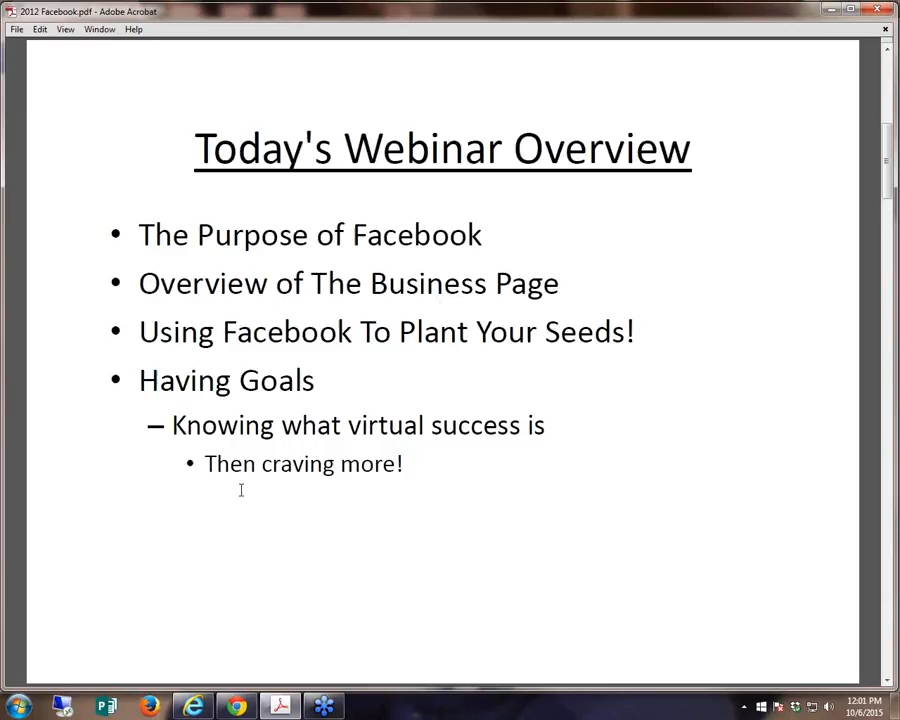 2012 Facebook.pdf - Adobe Acrobat
File Edit View Window Help
Today's Webinar Overview
• The Purpose of Facebook
• Overview of The Business Page
• Using Facebook To Plant Your Seeds!
• Having Goals
– Knowing what virtual success is
• Then craving more!
12:01 PM
10/6/2015